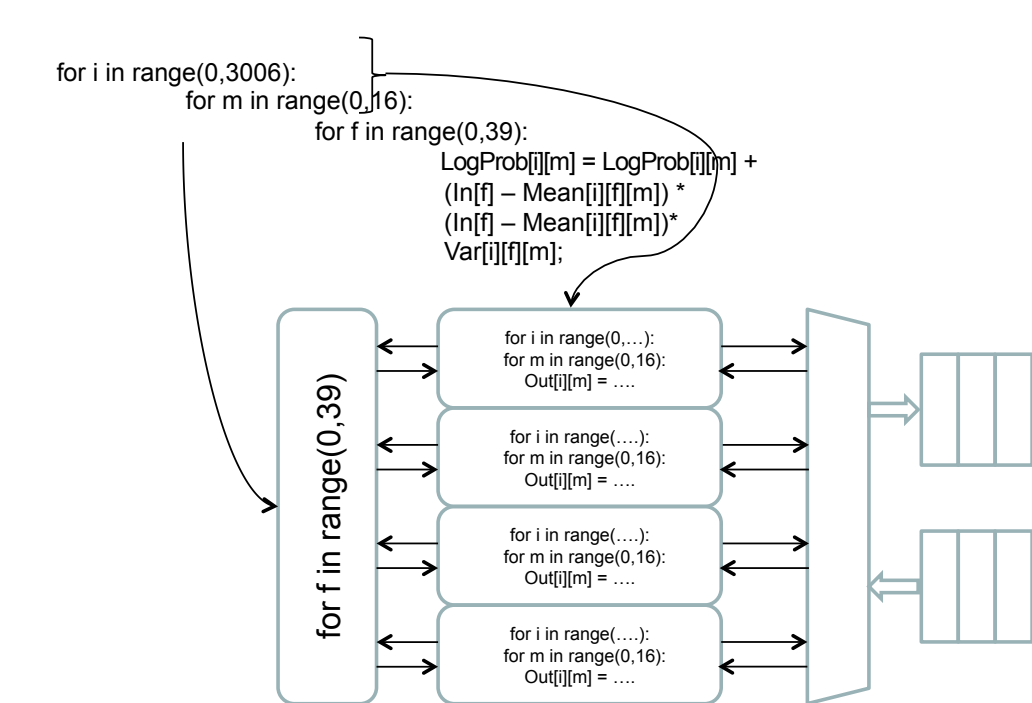 for i in range(0,3006):
for m in range(0,16):
for f in range(0,39):
LogProb[i][m] = LogProb[i][m] +
(In[f] – Mean[i][f][m]) *
(In[f] – Mean[i][f][m])*
Var[i][f][m];
for f in range(0,39)
for i in range(0,…):
for m in range(0,16):
Out[i][m] = ….
for i in range(….):
for m in range(0,16):
Out[i][m] = ….
for i in range(….):
for m in range(0,16):
Out[i][m] = ….
for i in range(….):
for m in range(0,16):
Out[i][m] = ….